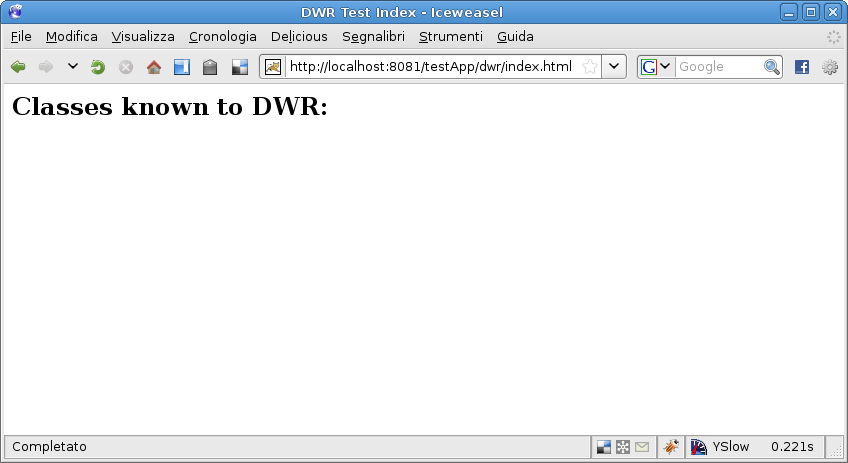 DWR Test Index - Iceweasel
File Modifica Visualizza Cronologia Delicious Segnalibri Strumenti Guida
http://localhost:8081/testApp/dwr/index.html G Google f
Classes known to DWR:
Completato YSlow 0.221s